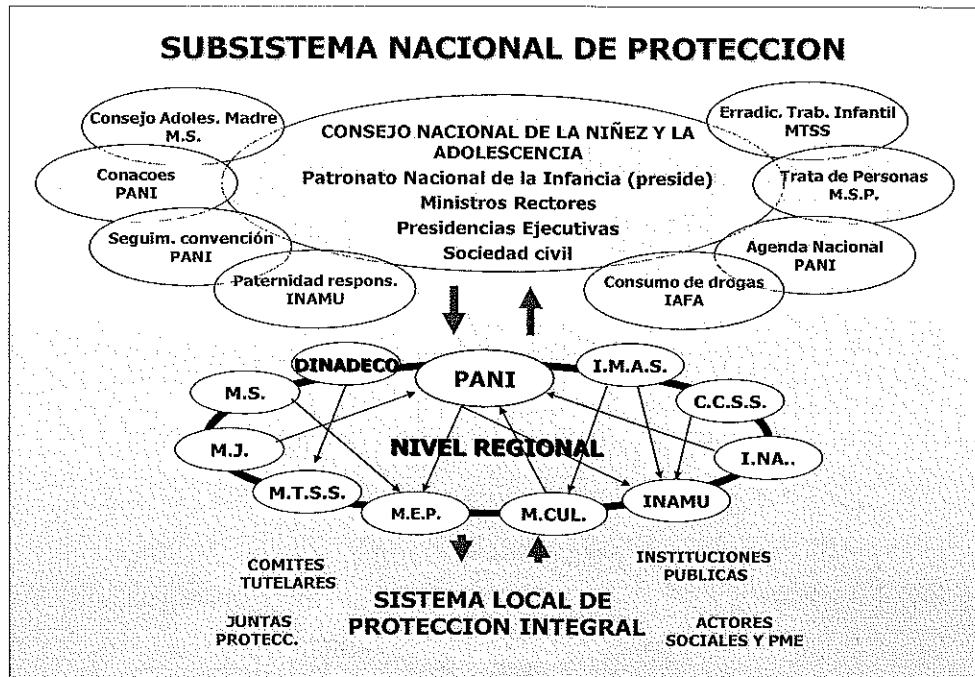 SUBSISTEMA NACIONAL DE PROTECCION
Consejo Adoles. Madre
M.S.
Conacoes
PANI
Seguim. convención
PANI
Paternidad respons.
INAMU
CONSEJO NACIONAL DE LA NIÑEZ Y LA
ADOLESCENCIA
Patronato Nacional de la Infancia (preside)
Ministros Rectores
Presidencias Ejecutivas
Sociedad civil
Erradic. Trab. Infantil
MTSS
Trata de Personas
M.S.P.
Agenda Nacional
PANI
Consumo de drogas
IAFA
DINADECO
PANI
I.M.A.S.
M.S.
C.C.S.S.
M.J.
NIVEL REGIONAL
I.NA..
M.T.S.S.
M.E.P.
M.CUL.
INAMU
COMITES
TUTELARES
INSTITUCIONES
PUBLICAS
SISTEMA LOCAL DE
PROTECCION INTEGRAL
JUNTAS
PROTECC.
ACTORES
SOCIALES Y PME